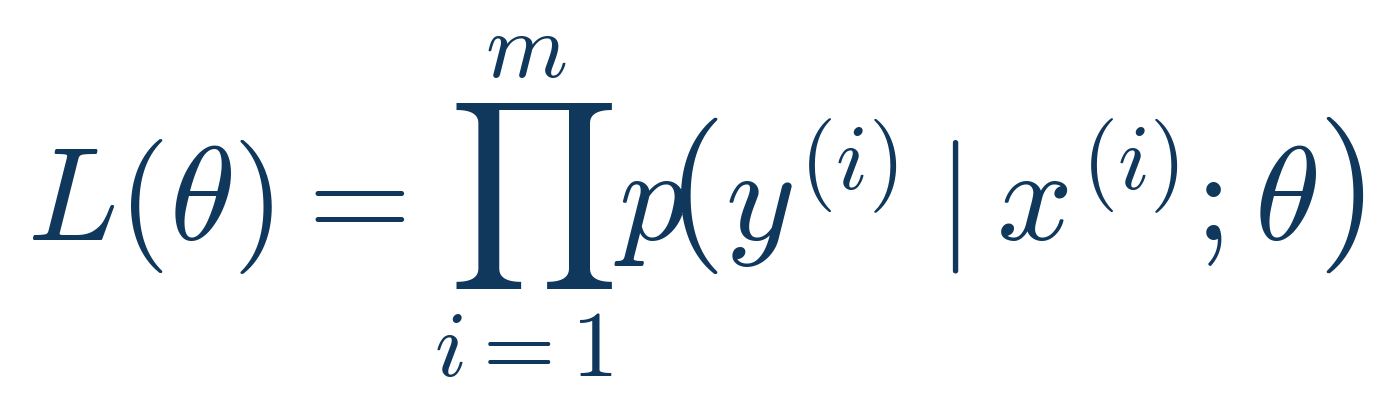 L(θ) = ∏_{i=1}^{m} p(y^{(i)} | x^{(i)}; θ)